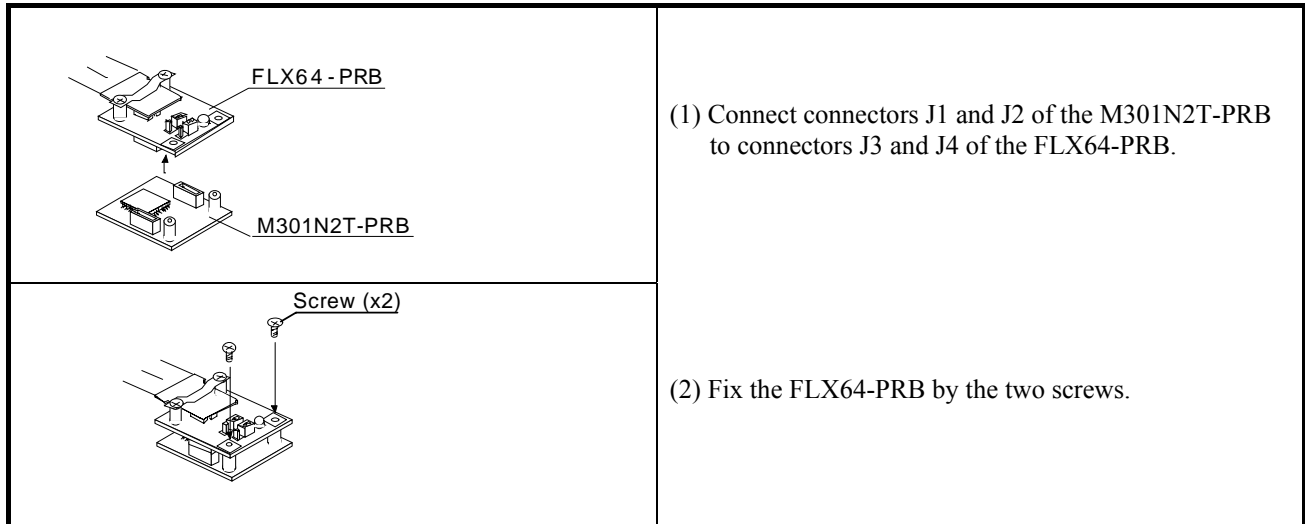 FLX64-PRB
M301N2T-PRB
(1) Connect connectors J1 and J2 of the M301N2T-PRB
to connectors J3 and J4 of the FLX64-PRB.
Screw (x2)
(2) Fix the FLX64-PRB by the two screws.